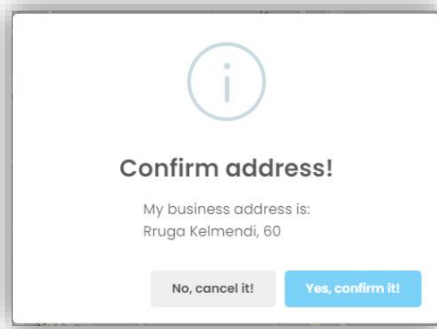 Confirm address!
My business address is:
Rruga Kelmendi, 60
No, cancel it!
Yes, confirm it!